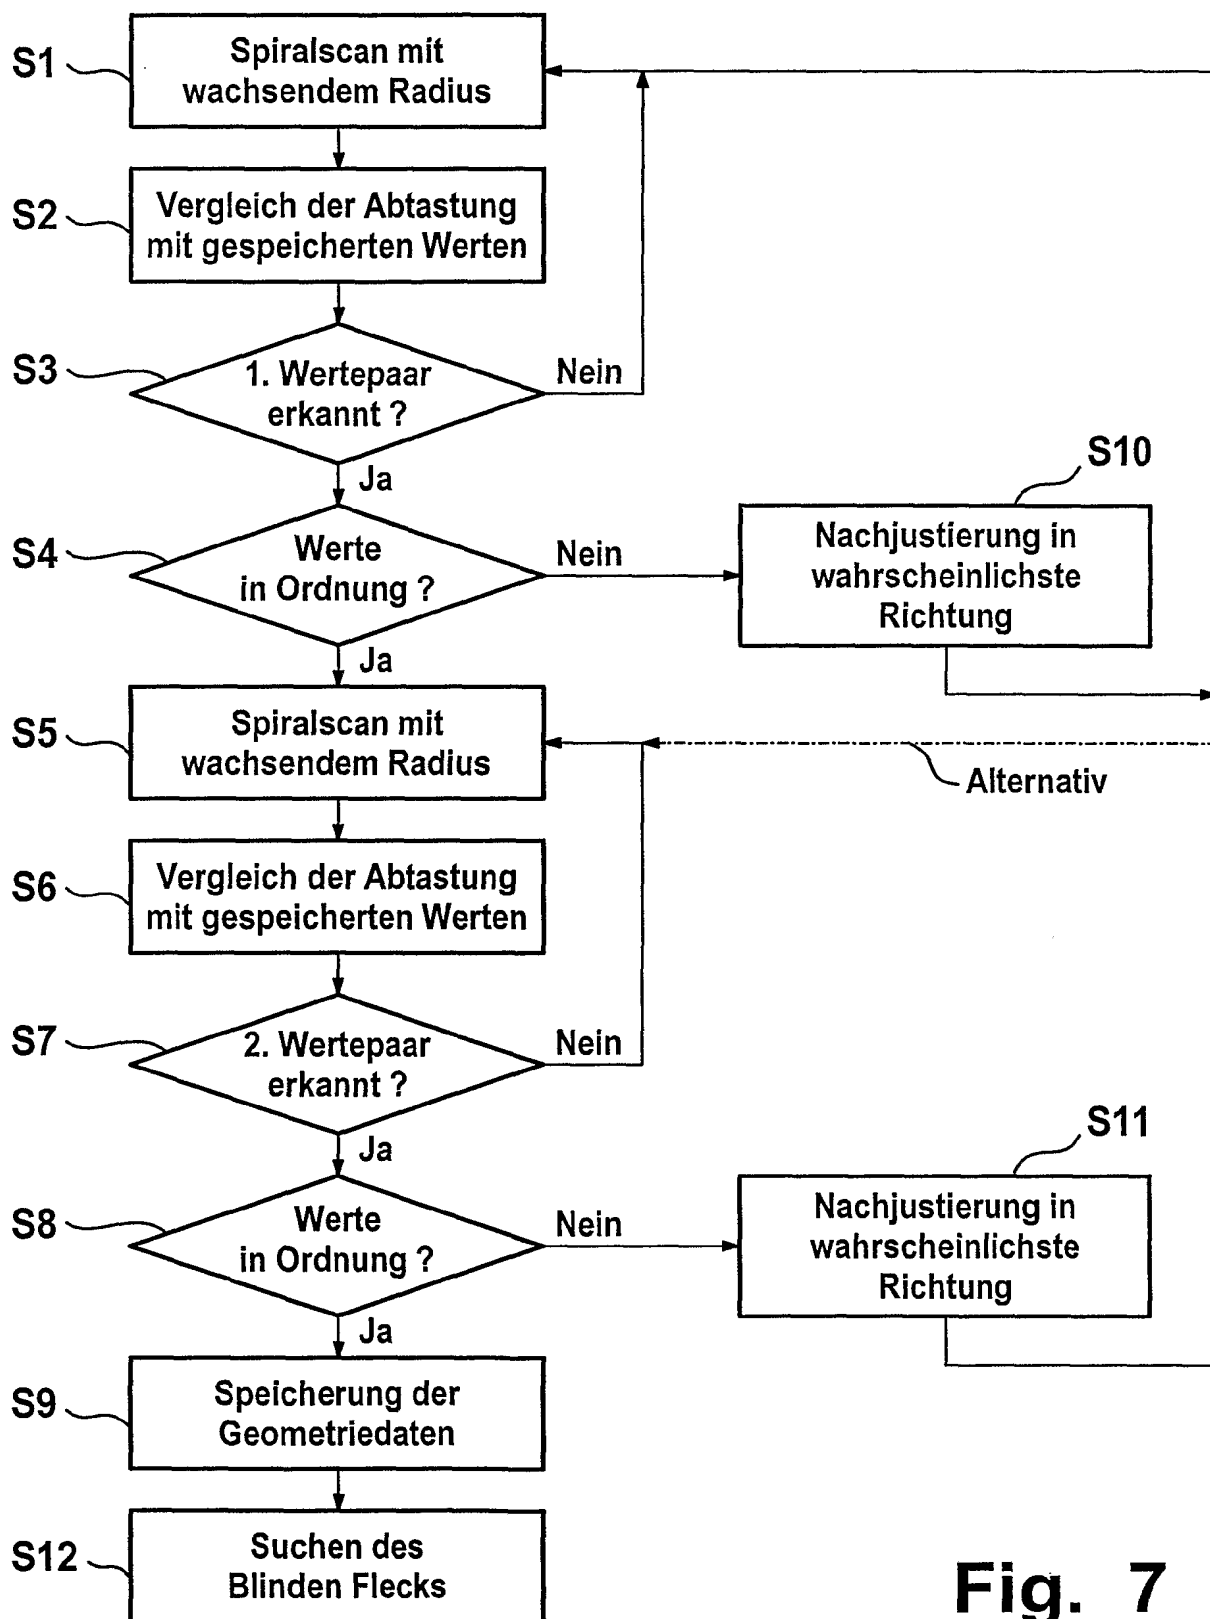 S1
Spiralscan mit
wachsendem Radius
S2
Vergleich der Abtastung
mit gespeicherten Werten
S3
1. Wertepaar
erkannt ?
Nein
Ja
S4
Werte
in Ordnung ?
Nein
S10
Nachjustierung in
wahrscheinlichste
Richtung
Ja
S5
Spiralscan mit
wachsendem Radius
Alternativ
S6
Vergleich der Abtastung
mit gespeicherten Werten
S7
2. Wertepaar
erkannt ?
Nein
Ja
S8
Werte
in Ordnung ?
Nein
S11
Nachjustierung in
wahrscheinlichste
Richtung
Ja
S9
Speicherung der
Geometriedaten
S12
Suchen des
Blinden Flecks
Fig. 7